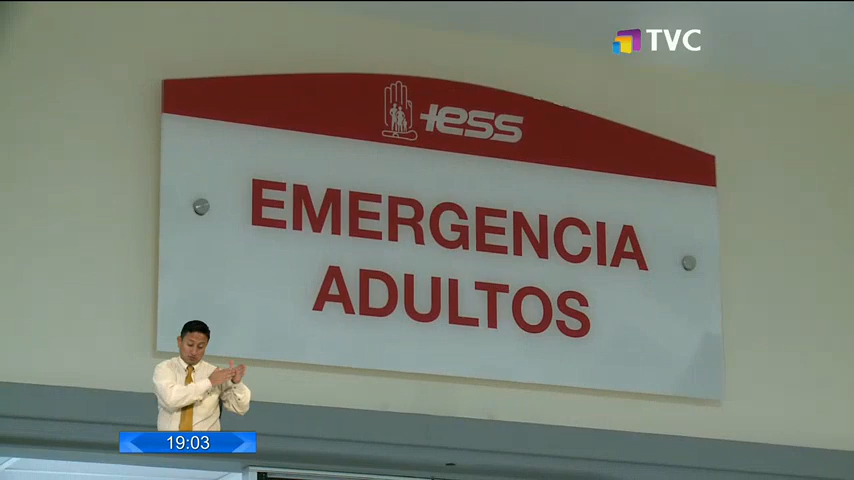 TVC
IESS
EMERGENCIA
ADULTOS
19:03